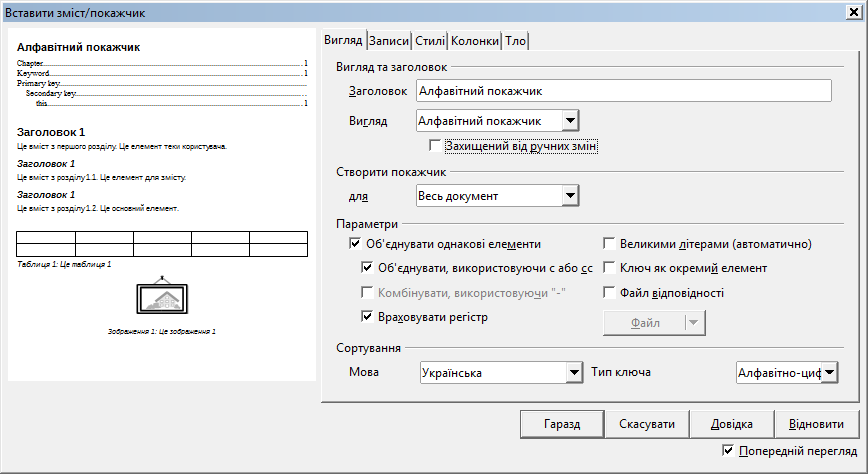 Вставити зміст/покажчик
Алфавітний покажчик
Chapter 1
Keyword 1
Primary key
Secondary key
this 1
Заголовок 1
Це вміст з першого розділу. Це елемент теки користувача.
Заголовок 1
Це вміст з розділу 1.1. Це елемент для змісту.
Заголовок 1
Це вміст з розділу 1.2. Це основний елемент.
Таблиця 1: Це таблиця 1
Зображення 1: Це зображення 1
Вигляд Записи Стилі Колонки Тло
Вигляд та заголовок
Заголовок Алфавітний покажчик
Вигляд Алфавітний покажчик
Захищений від ручних змін
Створити покажчик
для Весь документ
Параметри
Об'єднувати однакові елементи Великими літерами (автоматично)
Об'єднувати, використовуючи с або сс Ключ як окремий елемент
Комбінувати, використовуючи "-" Файл відповідності
Враховувати регістр Файл
Сортування
Мова Українська Тип ключа Алфавітно-циф
Гаразд Скасувати Довідка Відновити
Попередній перегляд